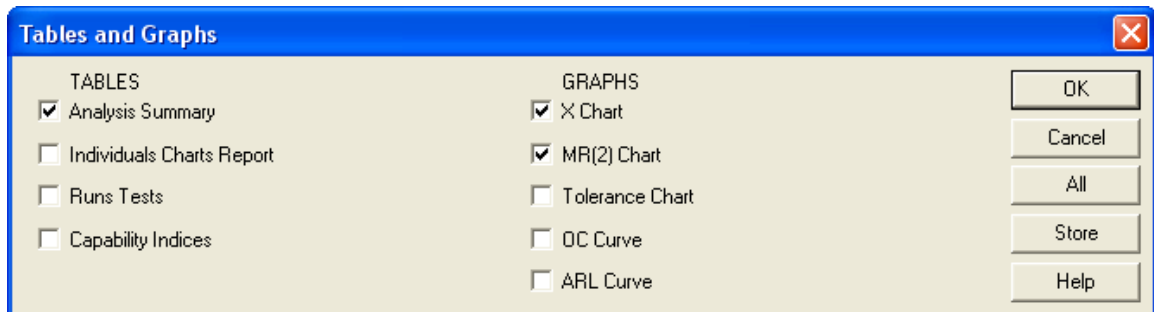 Tables and Graphs
TABLES
Analysis Summary
Individuals Charts Report
Runs Tests
Capability Indices
GRAPHS
X Chart
MR(2) Chart
Tolerance Chart
OC Curve
ARL Curve
OK
Cancel
All
Store
Help